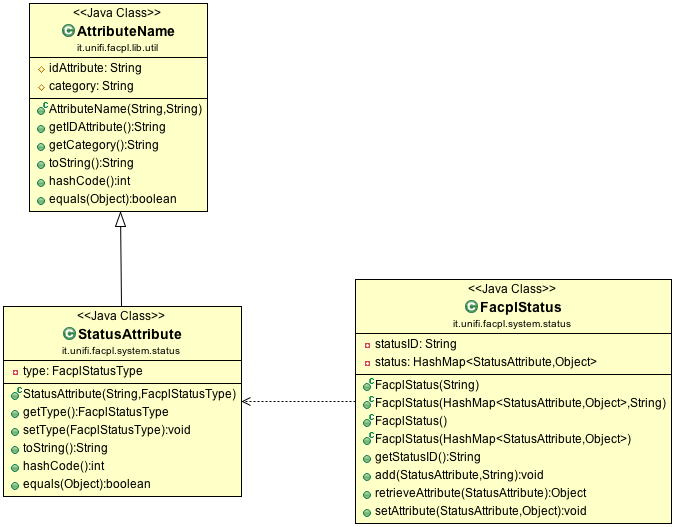 <<Java Class>>
AttributeName
it.unifi.facpl.lib.util
idAttribute: String
category: String
AttributeName(String,String)
getIDAttribute():String
getCategory():String
toString():String
hashCode():int
equals(Object):boolean
<<Java Class>>
StatusAttribute
it.unifi.facpl.system.status
type: FacplStatusType
StatusAttribute(String,FacplStatusType)
getType():FacplStatusType
setType(FacplStatusType):void
toString():String
hashCode():int
equals(Object):boolean
<<Java Class>>
FacplStatus
it.unifi.facpl.system.status
statusID: String
status: HashMap<StatusAttribute,Object>
FacplStatus(String)
FacplStatus(HashMap<StatusAttribute,Object>,String)
FacplStatus()
FacplStatus(HashMap<StatusAttribute,Object>)
getStatusID():String
add(StatusAttribute,String):void
retrieveAttribute(StatusAttribute):Object
setAttribute(StatusAttribute,Object):void